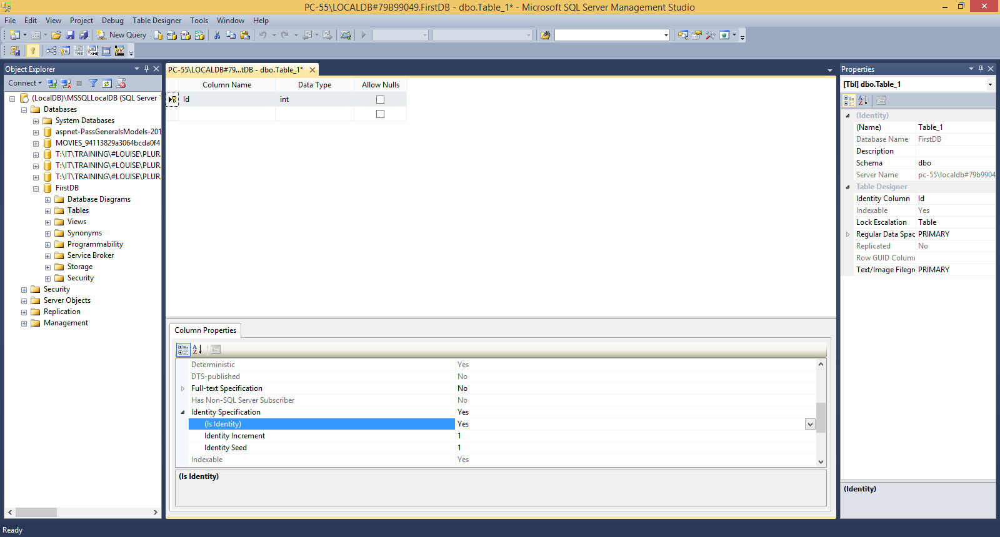 PC-55\LOCALDB#79B99049.FirstDB - dbo.Table_1* - Microsoft SQL Server Management Studio
File Edit View Project Debug Table Designer Tools Window Help
New Query
Object Explorer
Connect
(LocalDB)\MSSQLLocalDB (SQL Server
Databases
System Databases
aspnet-PassGeneralsModels-201
MOVIES_94113829a3064bcda0f4
T:\IT\TRAINING\#LOUISE\PLUR
T:\IT\TRAINING\#LOUISE\PLUR
T:\IT\TRAINING\#LOUISE\PLUR
FirstDB
Database Diagrams
Tables
Views
Synonyms
Programmability
Service Broker
Storage
Security
Security
Server Objects
Replication
Management
PC-55\LOCALDB#79...tDB - dbo.Table_1*
Column Name Data Type Allow Nulls
Id int
Column Properties
Deterministic Yes
DTS-published No
Full-text Specification No
Has Non-SQL Server Subscriber No
Identity Specification Yes
(Is Identity) Yes
Identity Increment 1
Identity Seed 1
Indexable Yes
(Is Identity)
Properties
[Tbl] dbo.Table_1
(Identity)
(Name) Table_1
Database Name FirstDB
Description
Schema dbo
Server Name pc-55\localdb#79b9904
Table Designer
Identity Column Id
Indexable Yes
Lock Escalation Table
Regular Data Spac PRIMARY
Replicated No
Row GUID Colum
Text/Image Filegr PRIMARY
(Identity)
Ready